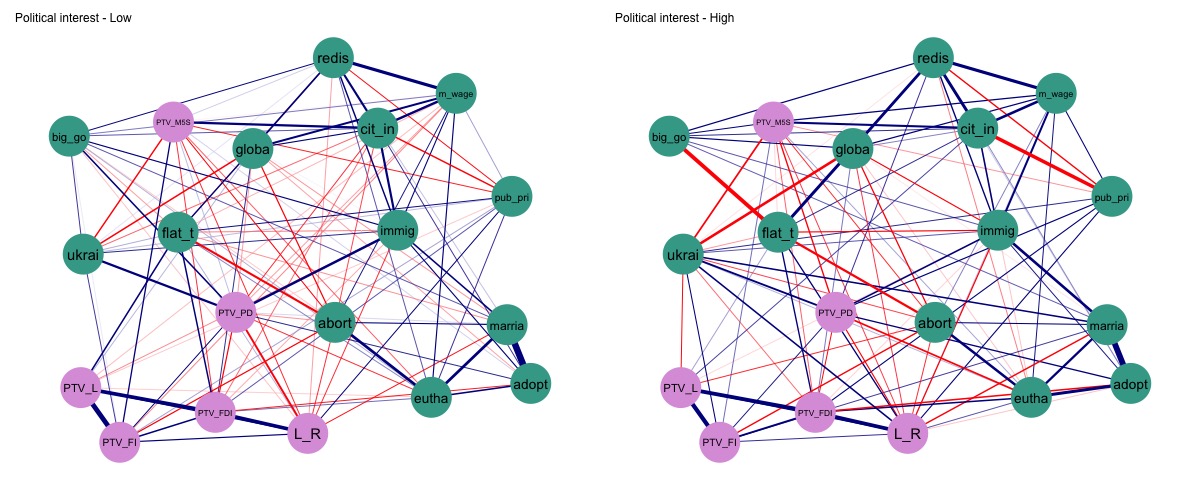 Political interest - Low
redis
m_wage
PTV_M5S
big_go
cit_in
globa
pub_pri
flat_t
immig
ukrai
PTV_PD
abort
marria
PTV_L
adopt
eutha
PTV_FDI
L_R
PTV_FI
Political interest - High
redis
m_wage
PTV_M5S
big_go
cit_in
globa
pub_pri
flat_t
immig
ukrai
PTV_PD
abort
marria
PTV_L
adopt
eutha
PTV_FDI
L_R
PTV_FI